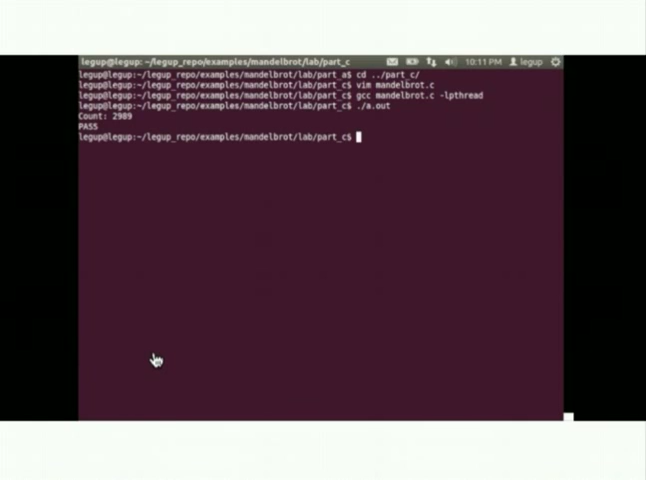 legup@legup: ~/legup_repo/examples/mandelbrot/lab/part_c 10:11 PM legup
legup@legup:~/legup_repo/examples/mandelbrot/lab/part_a$ cd ../part_c/
legup@legup:~/legup_repo/examples/mandelbrot/lab/part_c$ vim mandelbrot.c
legup@legup:~/legup_repo/examples/mandelbrot/lab/part_c$ gcc mandelbrot.c -lpthread
legup@legup:~/legup_repo/examples/mandelbrot/lab/part_c$ ./a.out
Count: 2989
PASS
legup@legup:~/legup_repo/examples/mandelbrot/lab/part_c$